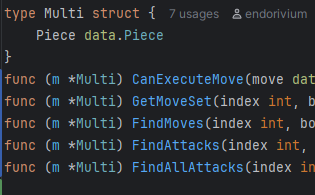 type Multi struct {  7 usages  endorivium
    Piece data.Piece
}
func (m *Multi) CanExecuteMove(move dat
func (m *Multi) GetMoveSet(index int, bo
func (m *Multi) FindMoves(index int, boa
func (m *Multi) FindAttacks(index int,
func (m *Multi) FindAllAttacks(index in